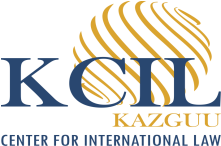 KCIL
KAZGUU
CENTER FOR INTERNATIONAL LAW